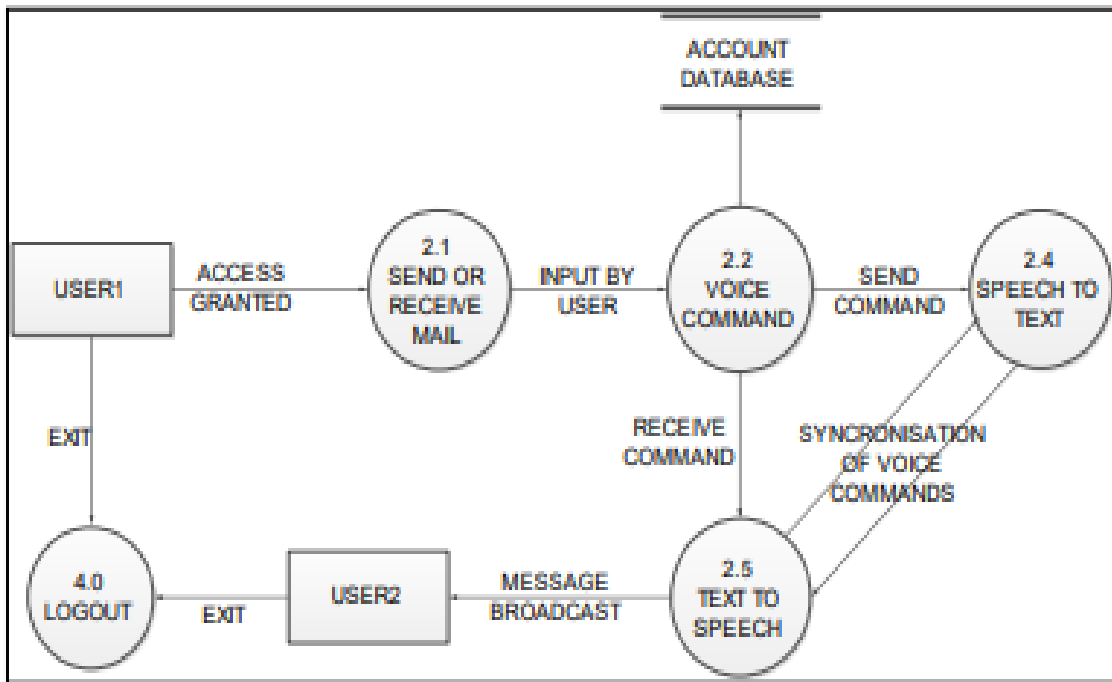 ACCOUNT
DATABASE
USER1
ACCESS
GRANTED
2.1
SEND OR
RECEIVE
MAIL
INPUT BY
USER
2.2
VOICE
COMMAND
SEND
COMMAND
2.4
SPEECH TO
TEXT
EXIT
RECEIVE
COMMAND
SYNCRONISATION
OF VOICE
COMMANDS
4.0
LOGOUT
EXIT
USER2
MESSAGE
BROADCAST
2.5
TEXT TO
SPEECH